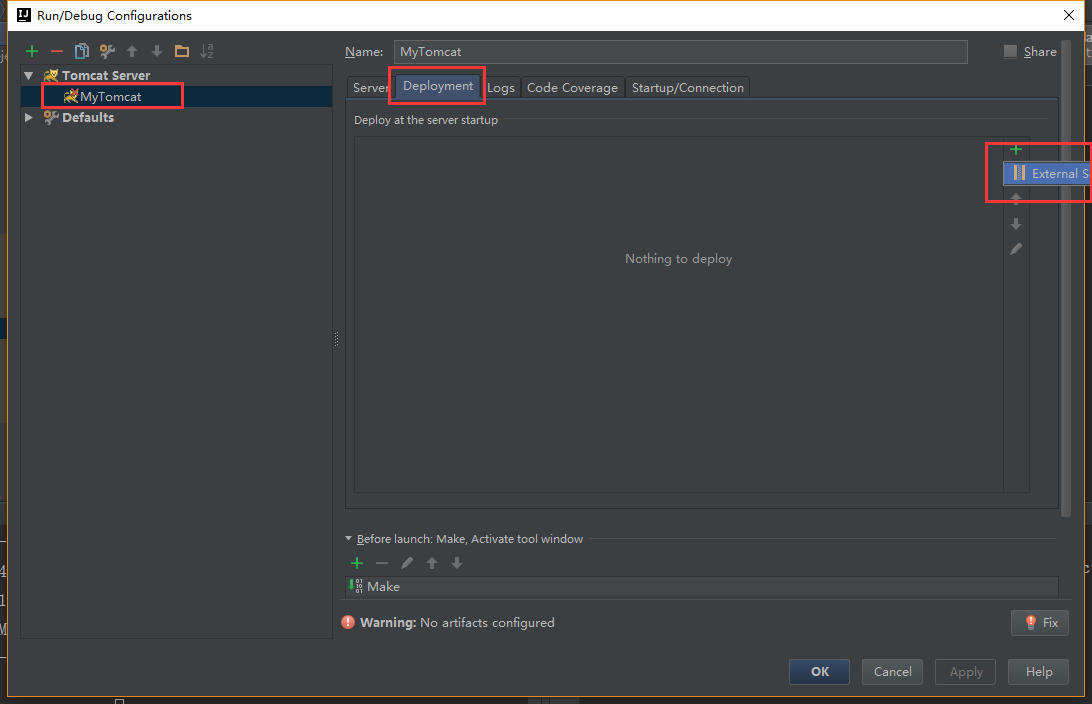 Run/Debug Configurations
Name: MyTomcat Share
Tomcat Server
MyTomcat
Defaults
Server Deployment Logs Code Coverage Startup/Connection
Deploy at the server startup
External S
Nothing to deploy
Before launch: Make, Activate tool window
Make
Warning: No artifacts configured
Fix
OK Cancel Apply Help